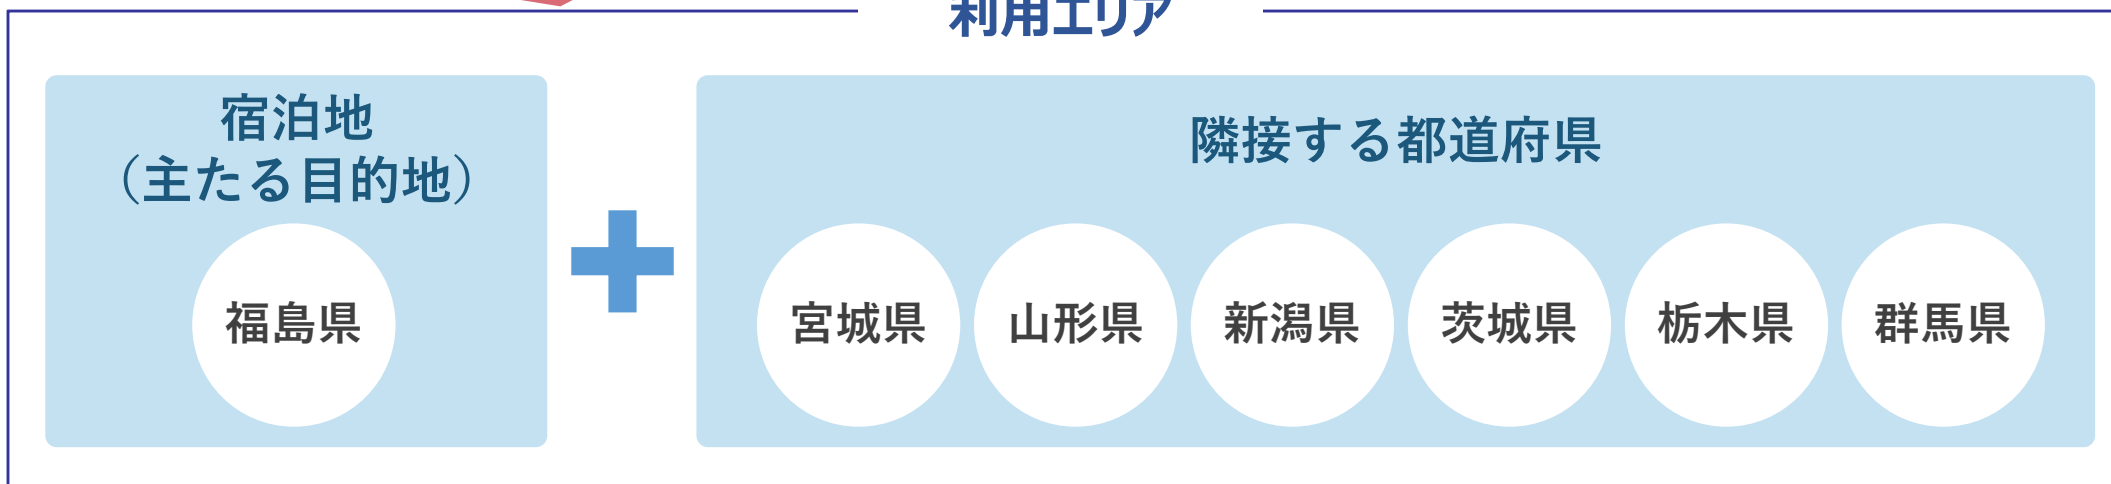 利用エリア
宿泊地
（主たる目的地）
福島県
隣接する都道府県
宮城県
山形県
新潟県
茨城県
栃木県
群馬県